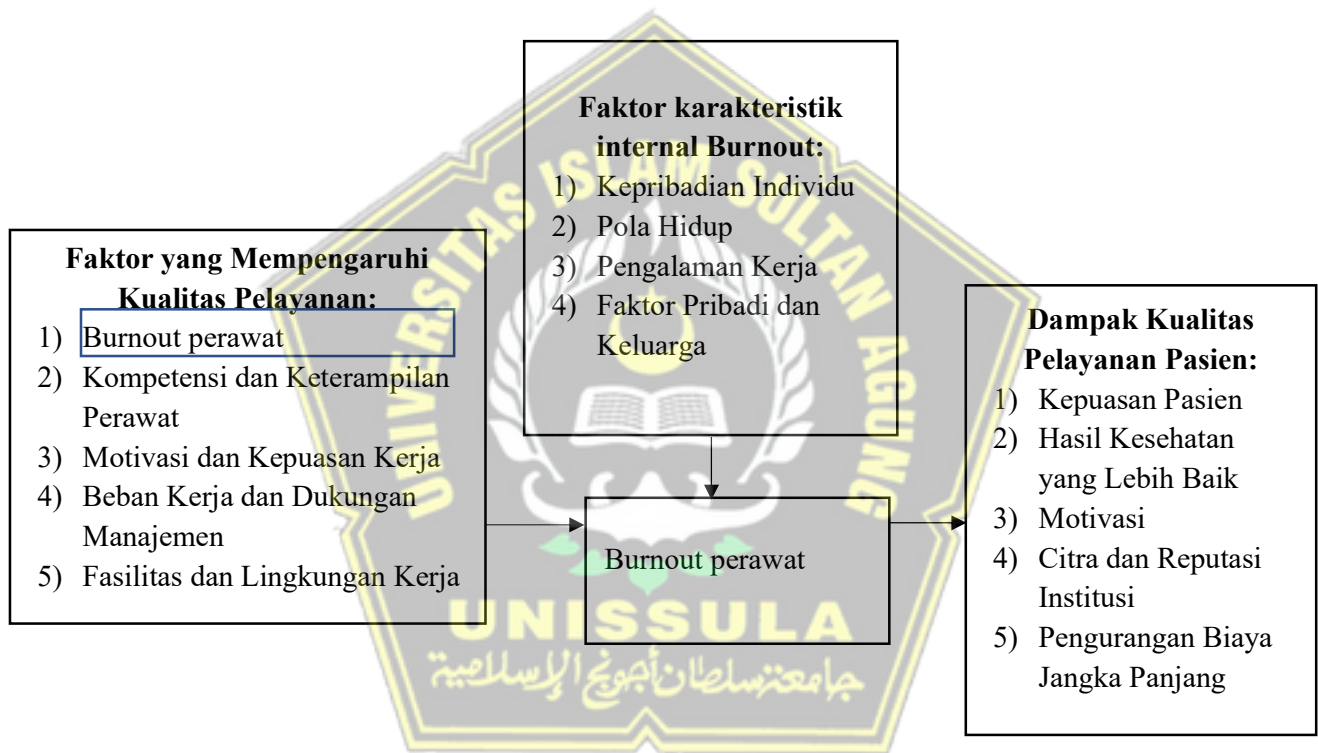 Faktor karakteristik
internal Burnout:
1) Kepribadian Individu
2) Pola Hidup
3) Pengalaman Kerja
4) Faktor Pribadi dan
Keluarga
Faktor yang Mempengaruhi
Kualitas Pelayanan:
1) Burnout perawat
2) Kompetensi dan Keterampilan
Perawat
3) Motivasi dan Kepuasan Kerja
4) Beban Kerja dan Dukungan
Manajemen
5) Fasilitas dan Lingkungan Kerja
Burnout perawat
Dampak Kualitas
Pelayanan Pasien:
1) Kepuasan Pasien
2) Hasil Kesehatan
yang Lebih Baik
3) Motivasi
4) Citra dan Reputasi
Institusi
5) Pengurangan Biaya
Jangka Panjang
UNIVERSITAS ISLAM SULTAN AGUNG
UNISSULA
جامعة سلطان أجونج الإسلامية